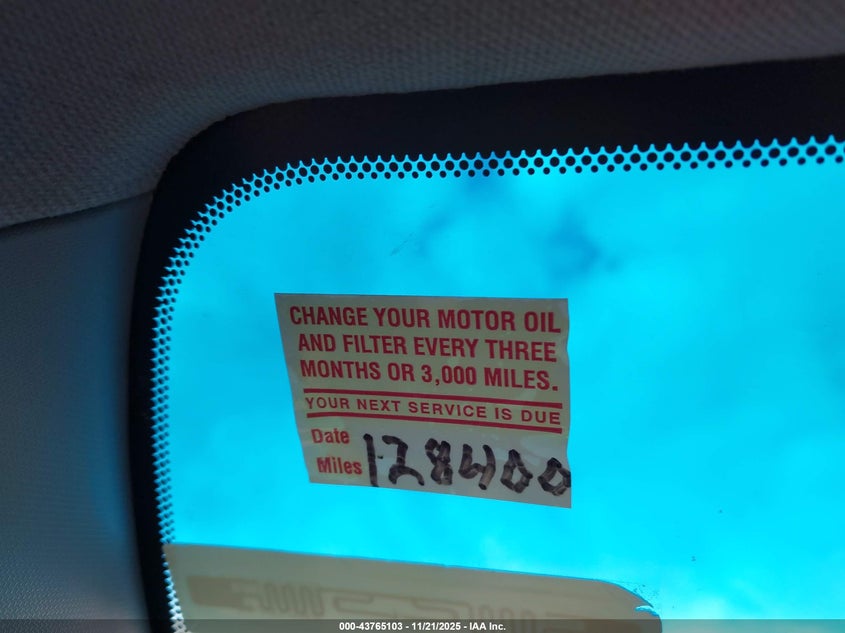 CHANGE YOUR MOTOR OIL
AND FILTER EVERY THREE
MONTHS OR 3,000 MILES.
YOUR NEXT SERVICE IS DUE
Date
Miles 128400
000-43765103 - 11/21/2025 - IAA Inc.